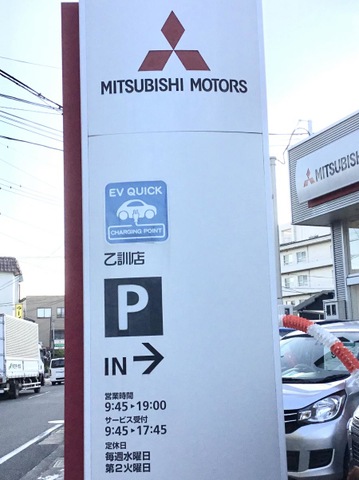 MITSUBISHI MOTORS
EV QUICK
CHARGING POINT
乙訓店
P
IN →
営業時間
9:45▸19:00
サービス受付
9:45▸17:45
定休日
毎週水曜日
第2火曜日
MITSUBISHI